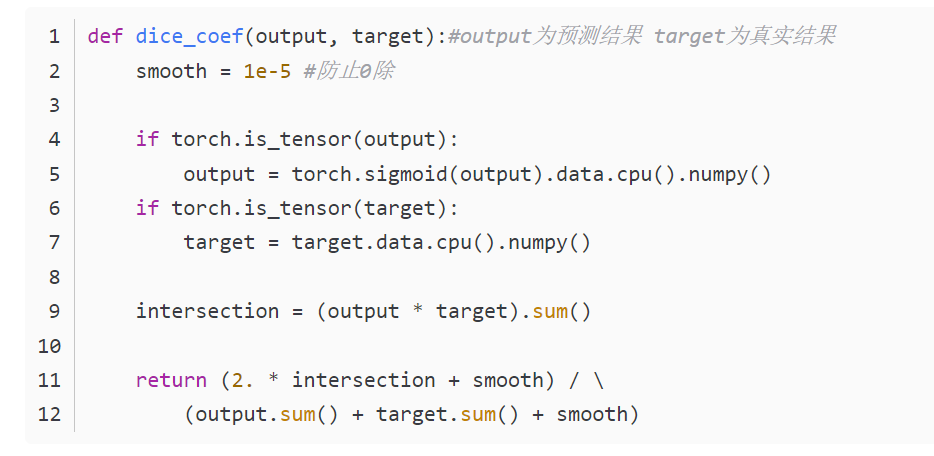 1 def dice_coef(output, target):#output为预测结果 target为真实结果
2     smooth = 1e-5 #防止0除
3
4     if torch.is_tensor(output):
5         output = torch.sigmoid(output).data.cpu().numpy()
6     if torch.is_tensor(target):
7         target = target.data.cpu().numpy()
8
9     intersection = (output * target).sum()
10
11     return (2. * intersection + smooth) / \
12         (output.sum() + target.sum() + smooth)